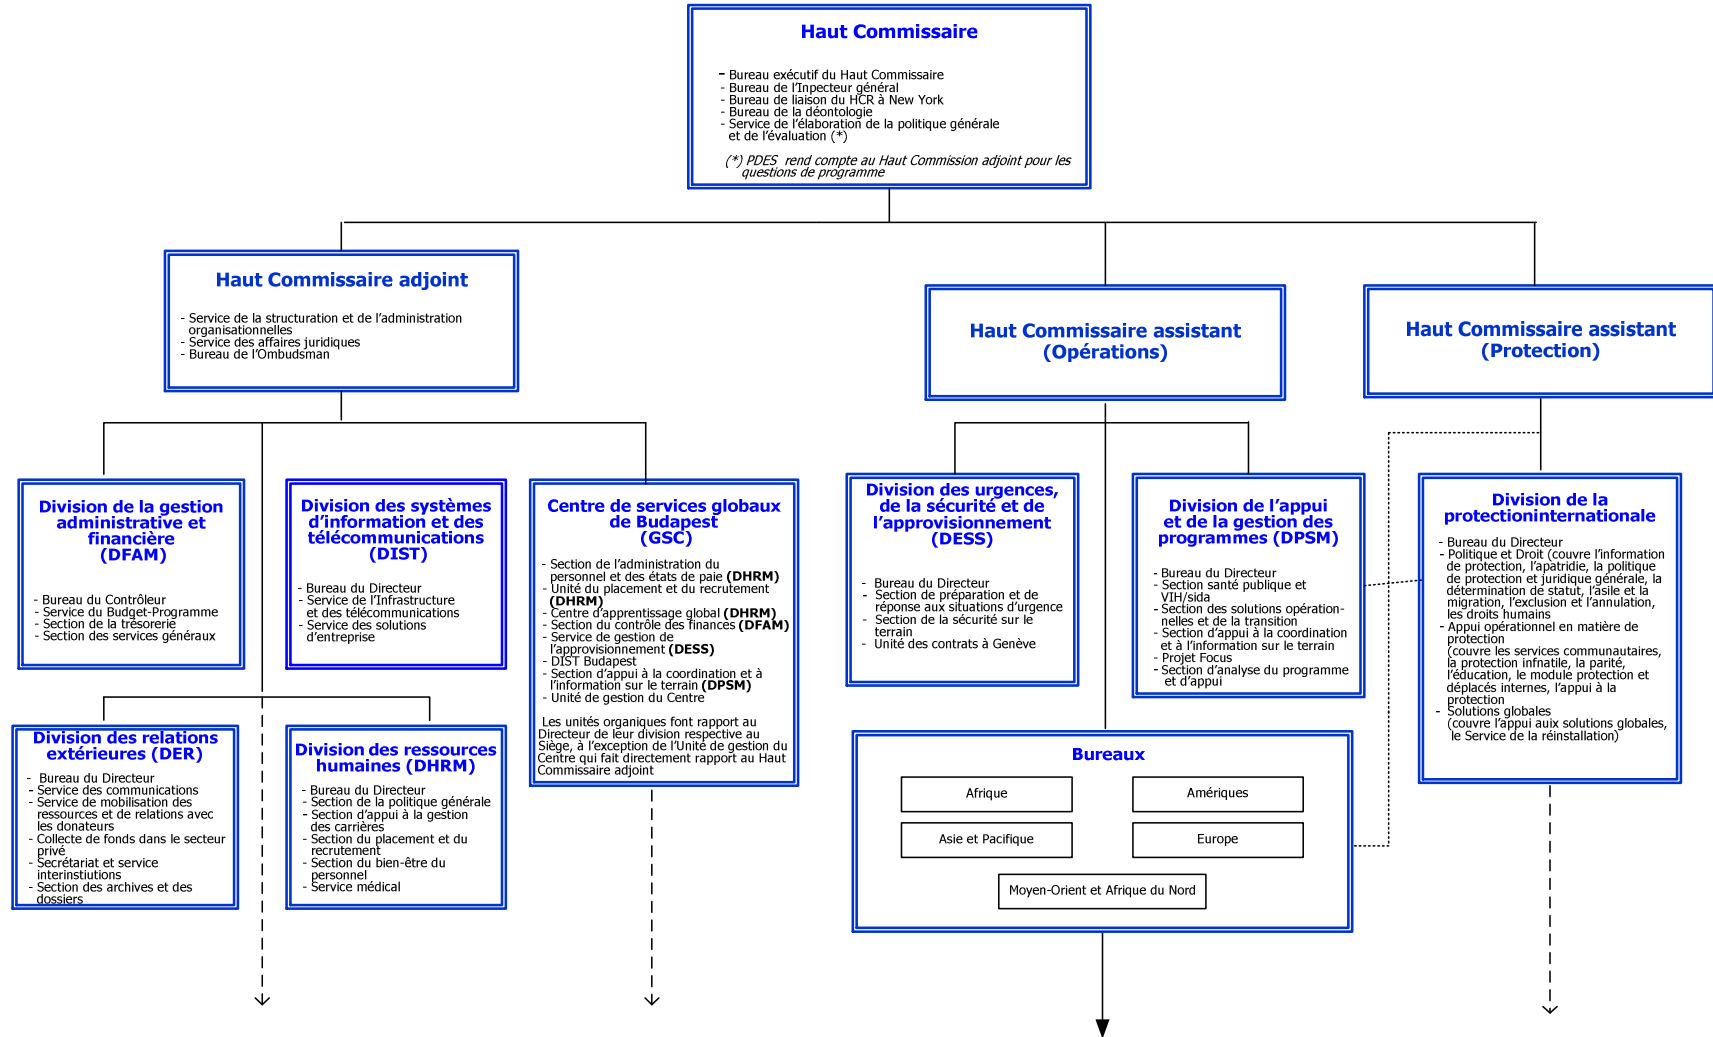 Haut Commissaire
- Bureau exécutif du Haut Commissaire
- Bureau de l'Inpecteur général
- Bureau de liaison du HCR à New York
- Bureau de la déontologie
- Service de l'élaboration de la politique générale
et de l'évaluation (*)
(*) PDES rend compte au Haut Commission adjoint pour les
questions de programme
Haut Commissaire adjoint
- Service de la structuration et de l'administration
organisationnelles
- Service des affaires juridiques
- Bureau de l'Ombudsman
Haut Commissaire assistant
(Opérations)
Haut Commissaire assistant
(Protection)
Division de la gestion
administrative et
financière
(DFAM)
- Bureau du Contrôleur
- Service du Budget-Programme
- Section de la trésorerie
- Section des services généraux
Division des systèmes
d'information et des
télécommunications
(DIST)
- Bureau du Directeur
- Service de l'Infrastructure
et des télécommunications
- Service des solutions
d'entreprise
Centre de services globaux
de Budapest
(GSC)
- Section de l'administration du
personnel et des états de paie (DHRM)
- Unité du placement et du recrutement
(DHRM)
- Centre d'apprentissage global (DHRM)
- Section du contrôle des finances (DFAM)
- Service de gestion de
l'approvisionnement (DESS)
- DIST Budapest
- Section d'appui à la coordination et à
l'information sur le terrain (DPSM)
- Unité de gestion du Centre
Les unités organiques font rapport au
Directeur de leur division respective au
Siège, à l'exception de l'Unité de gestion du
Centre qui fait directement rapport au Haut
Commissaire adjoint
Division des urgences,
de la sécurité et de
l'approvisionnement
(DESS)
- Bureau du Directeur
- Section de préparation et de
réponse aux situations d'urgence
- Section de la sécurité sur le
terrain
- Unité des contrats à Genève
Division de l'appui
et de la gestion des
programmes (DPSM)
- Bureau du Directeur
- Section santé publique et
VIH/sida
- Section des solutions opération-
nelles et de la transition
- Section d'appui à la coordination
et à l'information sur le terrain
- Projet Focus
- Section d'analyse du programme
et d'appui
Division de la
protectioninternationale
- Bureau du Directeur
- Politique et Droit (couvre l'information
de protection, l'apatridie, la politique
de protection et juridique générale, la
détermination de statut, l'asile et la
migration, l'exclusion et l'annulation,
les droits humains
- Appui opérationnel en matière de
protection
(couvre les services communautaires,
la protection infnatile, la parité,
l'éducation, le module protection et
déplacés internes, l'appui à la
protection
- Solutions globales
(couvre l'appui auix solutions globales,
le Service de la réinstallation)
Division des relations
extérieures (DER)
- Bureau du Directeur
- Service des communications
- Service de mobilisation des
ressources et de relations avec
les donateurs
- Collecte de fonds dans le secteur
privé
- Secrétariat et service
interinstiutions
- Section des archives et des
dossiers
Division des ressources
humaines (DHRM)
- Bureau du Directeur
- Section de la politique générale
- Section d'appui à la gestion
des carrières
- Section du placement et du
recrutement
- Section du bien-être du
personnel
- Service médical
Bureaux
Afrique
Amériques
Asie et Pacifique
Europe
Moyen-Orient et Afrique du Nord